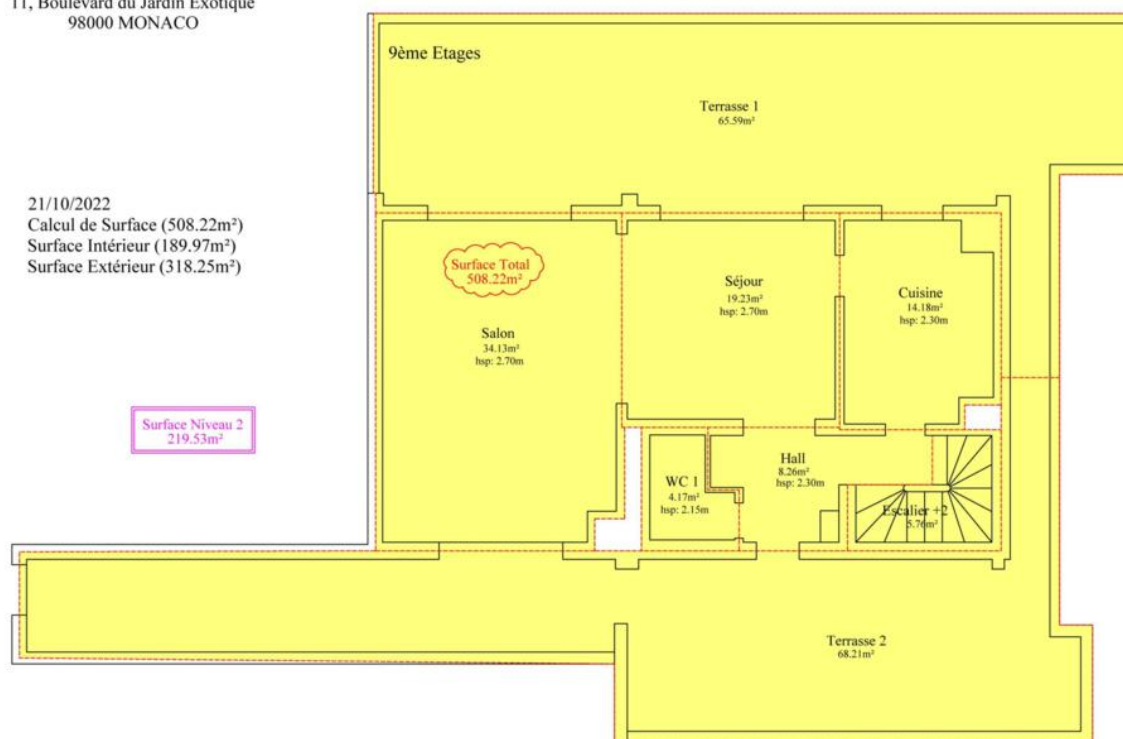 11, Boulevard du Jardin Exotique
98000 MONACO
9ème Etages
Terrasse 1
65.59m²
21/10/2022
Calcul de Surface (508.22m²)
Surface Intérieur (189.97m²)
Surface Extérieur (318.25m²)
Surface Total
508.22m²
Séjour
19.23m²
hsp: 2.70m
Cuisine
14.18m²
hsp: 2.30m
Salon
34.13m²
hsp: 2.70m
Surface Niveau 2
219.53m²
Hall
8.26m²
hsp: 2.30m
WC 1
4.17m²
hsp: 2.15m
Escalier +2
5.76m²
Terrasse 2
68.21m²